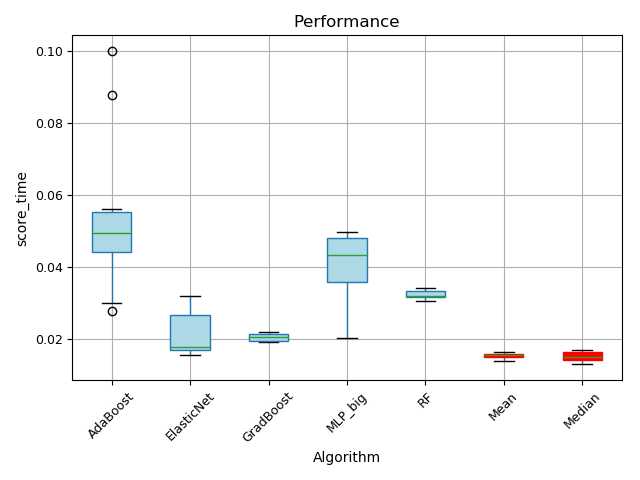 Performance
score_time
0.10
0.08
0.06
0.04
0.02
AdaBoost
ElasticNet
GradBoost
MLP_big
RF
Mean
Median
Algorithm